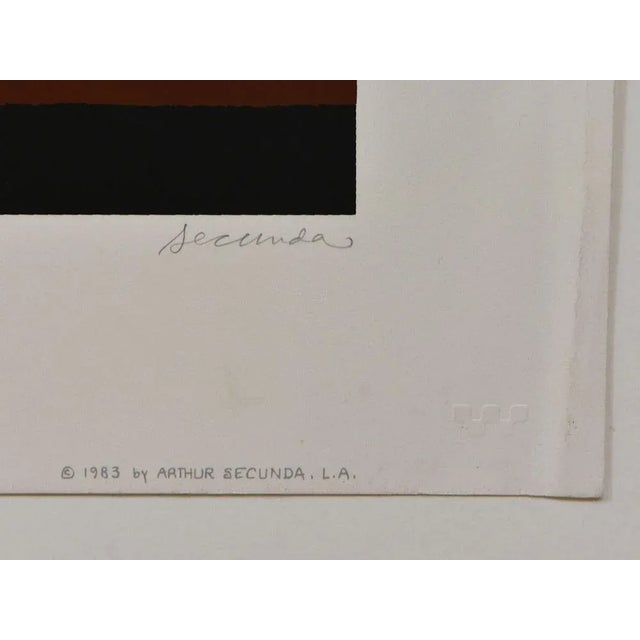 Secunda
© 1983 by ARTHUR SECUNDA. L.A.